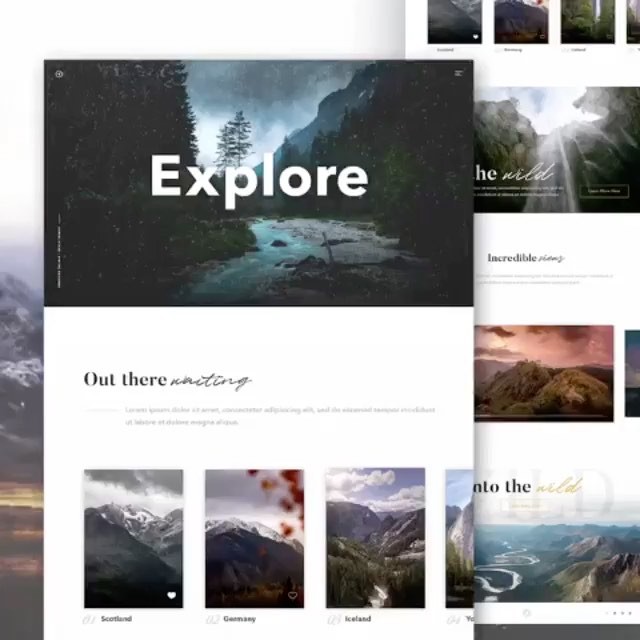 Explore
Out there waiting
Lorem ipsum dolor sit amet, consectetur adipiscing elit, sed do eiusmod tempor incididunt
ut labore et dolore magna aliqua.
01 Scotland
02 Germany
03 Iceland
04 Yo
Germany
Iceland
the wild
Learn More Now
Incredible views
nto the wild